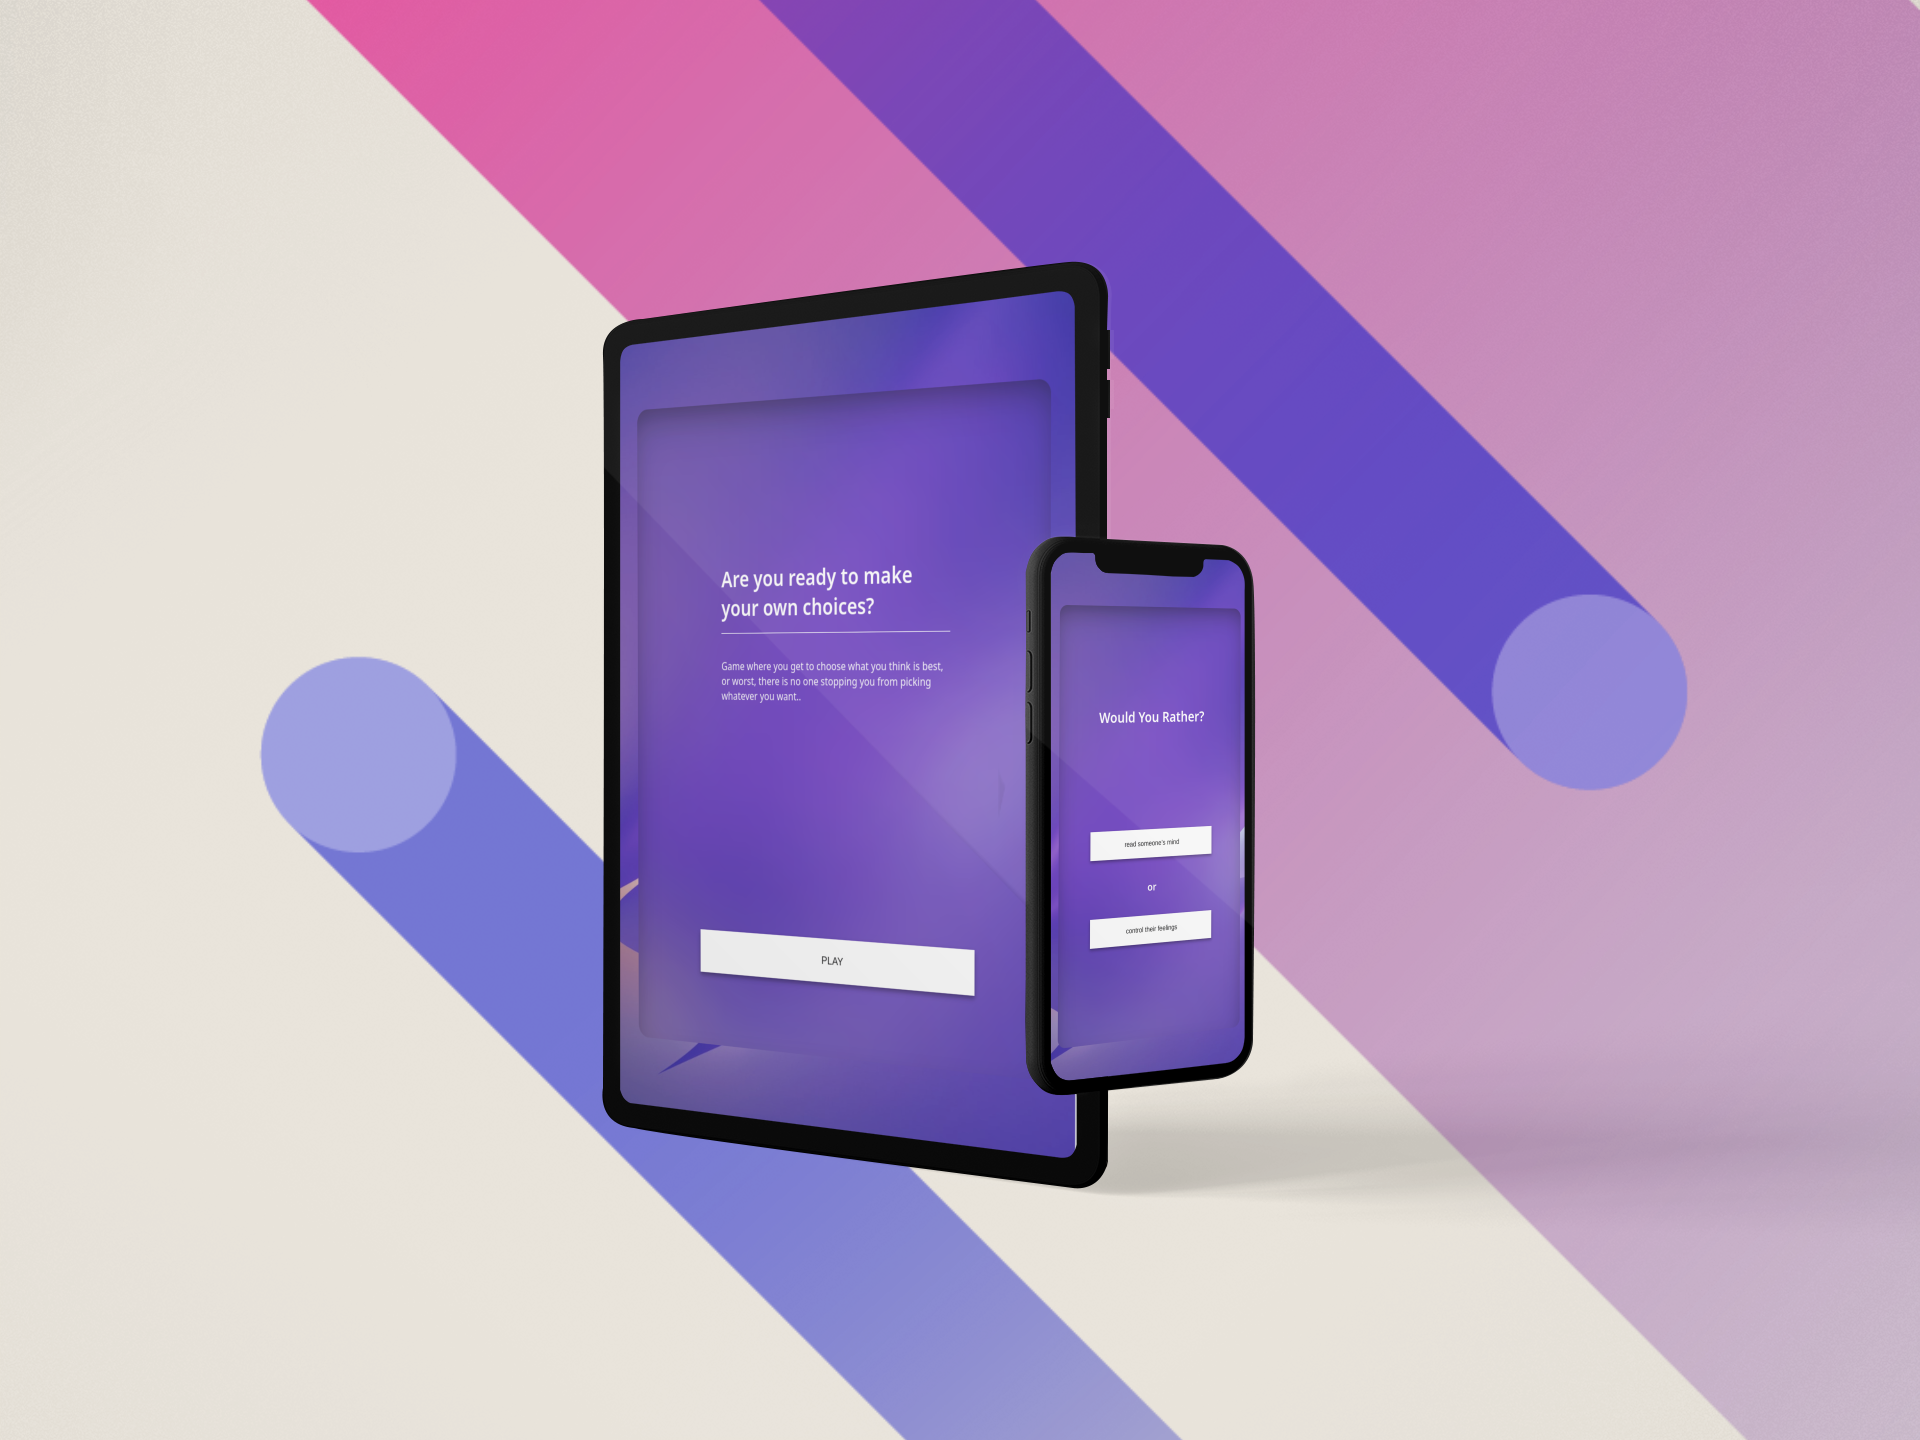 Are you ready to make
your own choices?
Game where you get to choose what you think is best,
or worst, there is no one stopping you from picking
whatever you want..
PLAY
Would You Rather?
read someone's mind
or
control their feelings